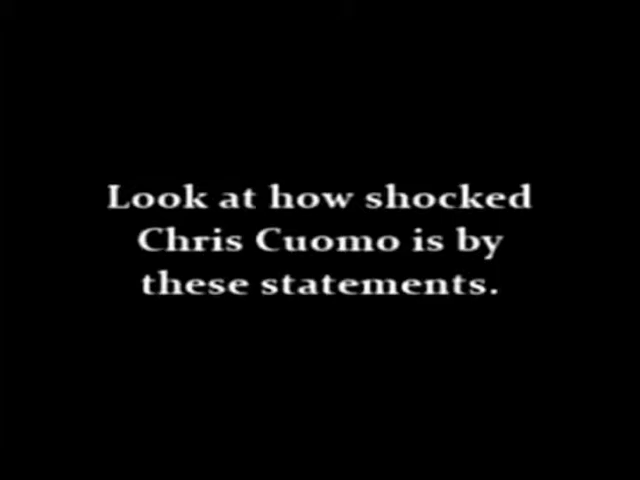 Look at how shocked
Chris Cuomo is by
these statements.